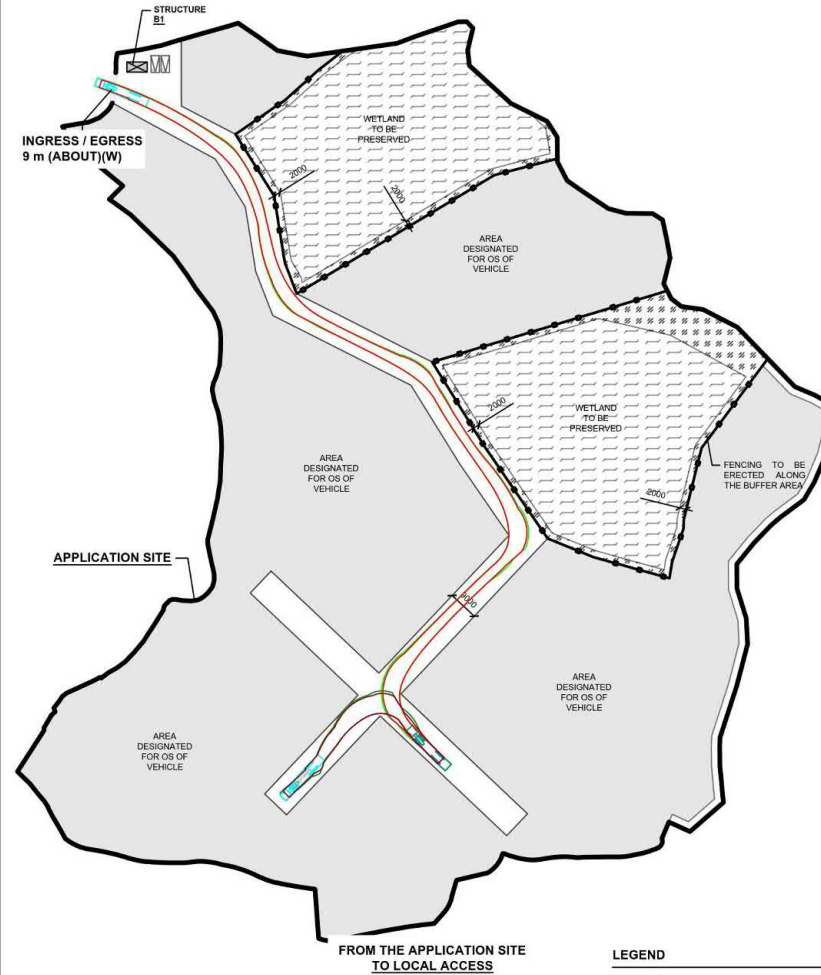 STRUCTURE
B1
INGRESS / EGRESS
9 m (ABOUT)(W)
WETLAND
TO BE
PRESERVED
2000
2000
AREA
DESIGNATED
FOR OS OF
VEHICLE
WETLAND
TO BE
PRESERVED
2000
FENCING TO BE
ERECTED ALONG
THE BUFFER AREA
2000
AREA
DESIGNATED
FOR OS OF
VEHICLE
APPLICATION SITE
9000
AREA
DESIGNATED
FOR OS OF
VEHICLE
AREA
DESIGNATED
FOR OS OF
VEHICLE
FROM THE APPLICATION SITE
TO LOCAL ACCESS
LEGEND